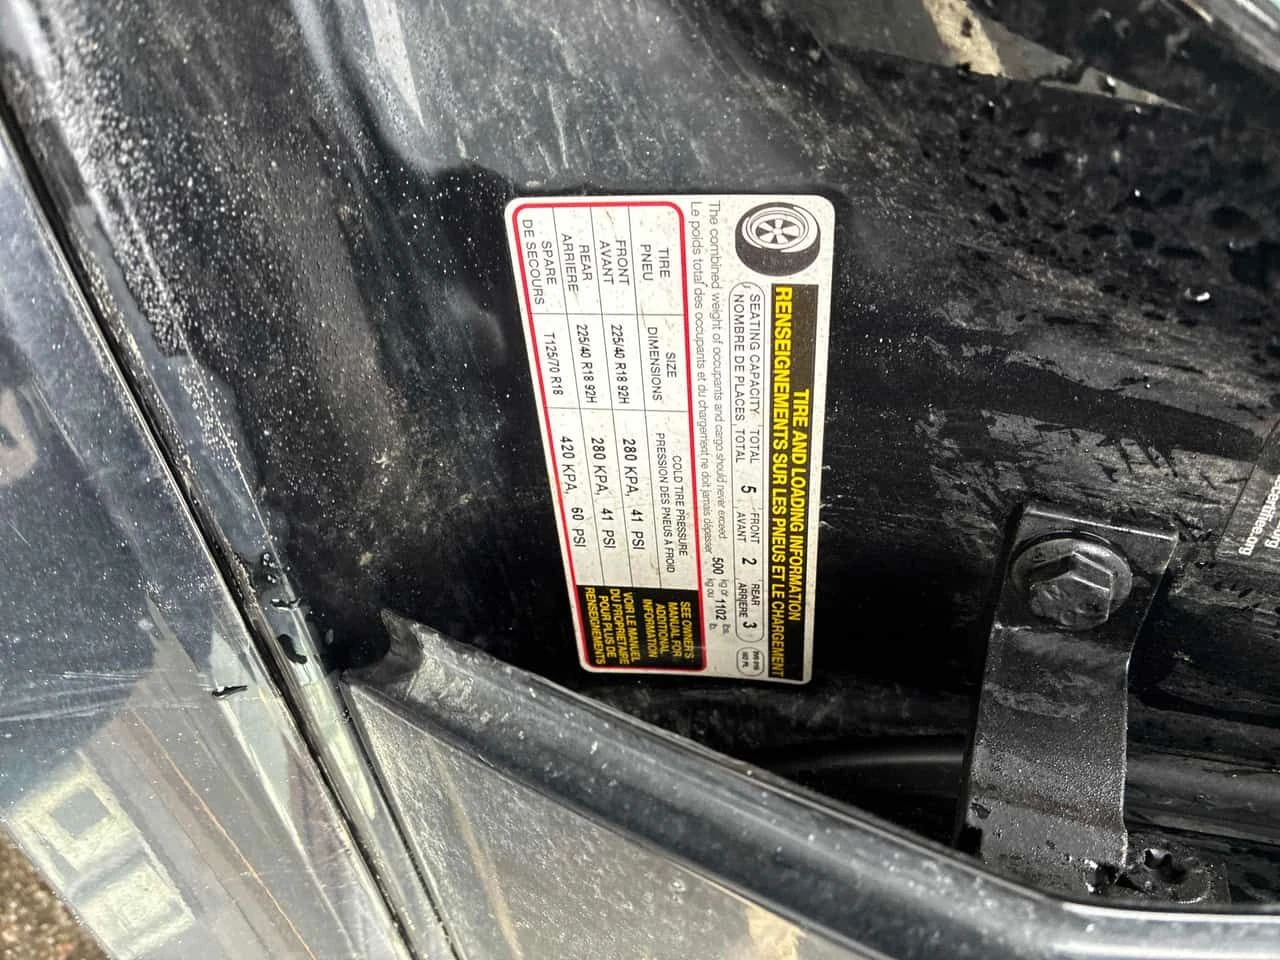 TIRE AND LOADING INFORMATION
RENSEIGNEMENTS SUR LES PNEUS ET LE CHARGEMENT
SEATING CAPACITY TOTAL 5 FRONT 2 REAR 3
NOMBRE DE PLACES TOTAL AVANT ARRIÈRE
The combined weight of occupants and cargo should never exceed 500 kg or 1102 lbs.
Le poids total des occupants et du chargement ne doit jamais dépasser kg ou lb.
TIRE SIZE COLD TIRE PRESSURE
PNEU DIMENSIONS PRESSION DES PNEUS À FROID
FRONT 225/40 R18 92H 280 KPA, 41 PSI
AVANT
REAR 225/40 R18 92H 280 KPA, 41 PSI
ARRIERE
SPARE T125/70 R18 420 KPA, 60 PSI
DE SECOURS
SEE OWNER'S
MANUAL FOR
ADDITIONAL
INFORMATION
VOIR LE MANUEL
DU PROPRIÉTAIRE
POUR PLUS DE
RENSEIGNEMENTS